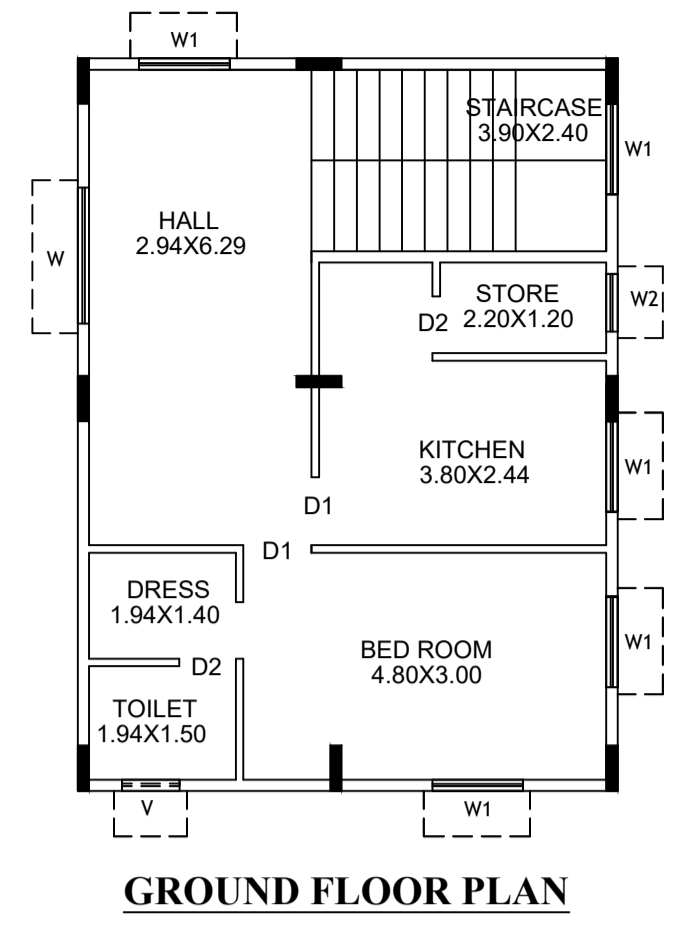 W1
STAIRCASE
3.90X2.40
W1
HALL
2.94X6.29
W
STORE
2.20X1.20
W2
D2
KITCHEN
3.80X2.44
W1
D1
D1
DRESS
1.94X1.40
BED ROOM
4.80X3.00
W1
D2
TOILET
1.94X1.50
V
W1
GROUND FLOOR PLAN